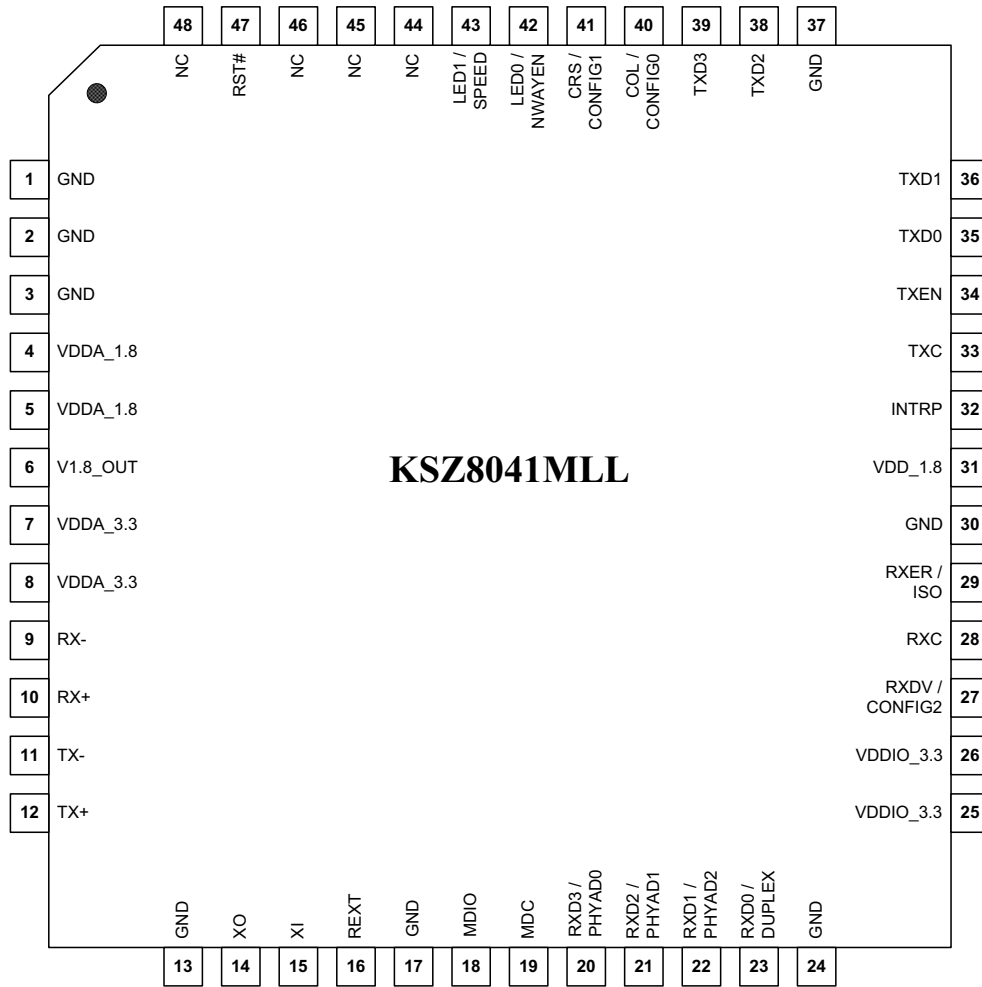 48 47 46 45 44 43 42 41 40 39 38 37
NC
RST#
NC
NC
NC
LED1 /
SPEED
LED0 /
NWAYEN
CRS /
CONFIG1
COL /
CONFIG0
TXD3
TXD2
GND
1 GND
2 GND
3 GND
4 VDDA_1.8
5 VDDA_1.8
6 V1.8_OUT
7 VDDA_3.3
8 VDDA_3.3
9 RX-
10 RX+
11 TX-
12 TX+
KSZ8041MLL
TXD1 36
TXD0 35
TXEN 34
TXC 33
INTRP 32
VDD_1.8 31
GND 30
RXER /
ISO 29
RXC 28
RXDV /
CONFIG2 27
VDDIO_3.3 26
VDDIO_3.3 25
GND
XO
XI
REXT
GND
MDIO
MDC
RXD3 /
PHYAD0
RXD2 /
PHYAD1
RXD1 /
PHYAD2
RXD0 /
DUPLEX
GND
13 14 15 16 17 18 19 20 21 22 23 24